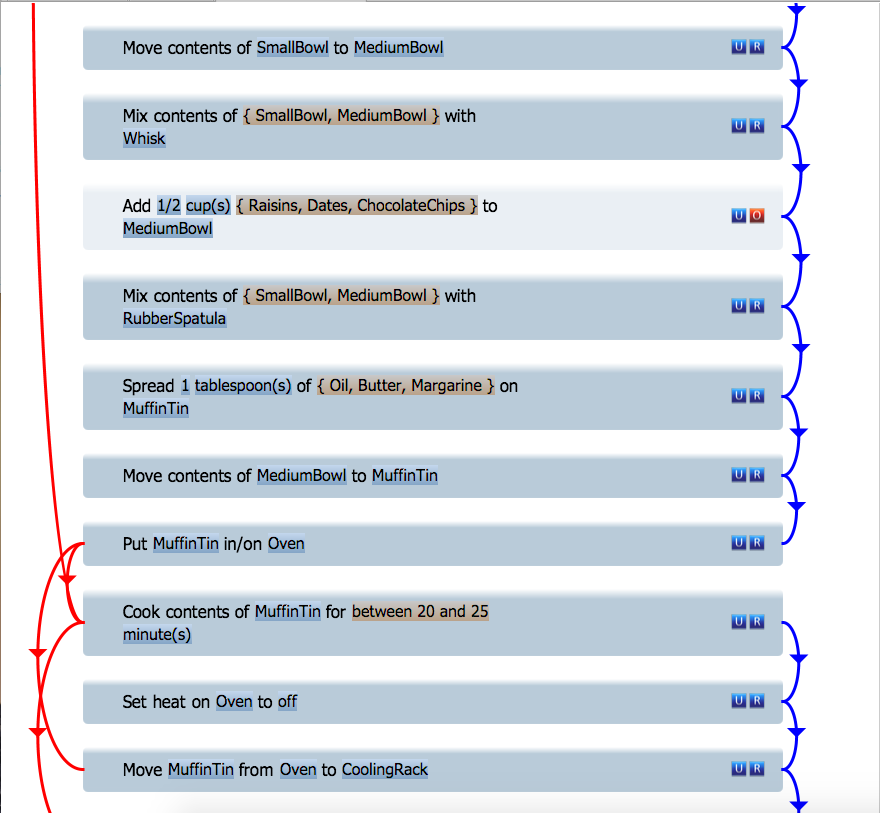 Move contents of SmallBowl to MediumBowl U R
Mix contents of { SmallBowl, MediumBowl } with
Whisk U R
Add 1/2 cup(s) { Raisins, Dates, ChocolateChips } to
MediumBowl U O
Mix contents of { SmallBowl, MediumBowl } with
RubberSpatula U R
Spread 1 tablespoon(s) of { Oil, Butter, Margarine } on
MuffinTin U R
Move contents of MediumBowl to MuffinTin U R
Put MuffinTin in/on Oven U R
Cook contents of MuffinTin for between 20 and 25
minute(s) U R
Set heat on Oven to off U R
Move MuffinTin from Oven to CoolingRack U R